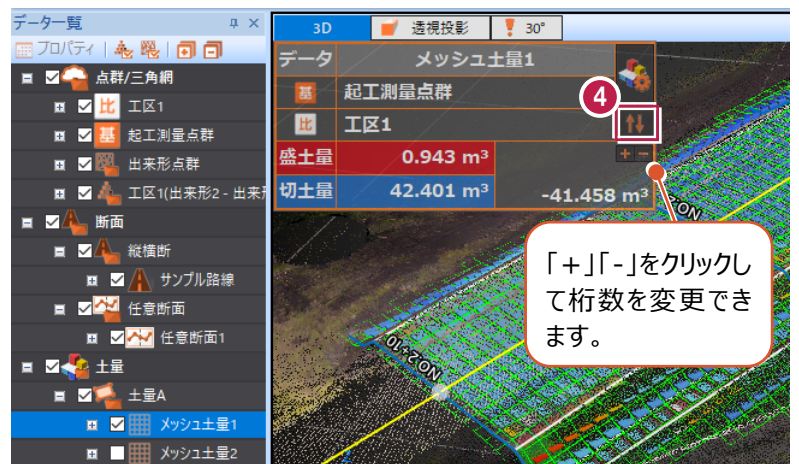 データ一覧
プロパティ
点群/三角網
比 工区1
基 起工測量点群
出来形点群
工区1(出来形2 - 出来形
断面
縦横断
サンプル路線
任意断面
任意断面1
土量
土量A
メッシュ土量1
メッシュ土量2
3D 透視投影 30°
データ メッシュ土量1
基 起工測量点群
4
比 工区1
盛土量 0.943 m³
+ -
切土量 42.401 m³ -41.458 m³
「+」「-」をクリックし
て桁数を変更でき
ます。
NO.2+10